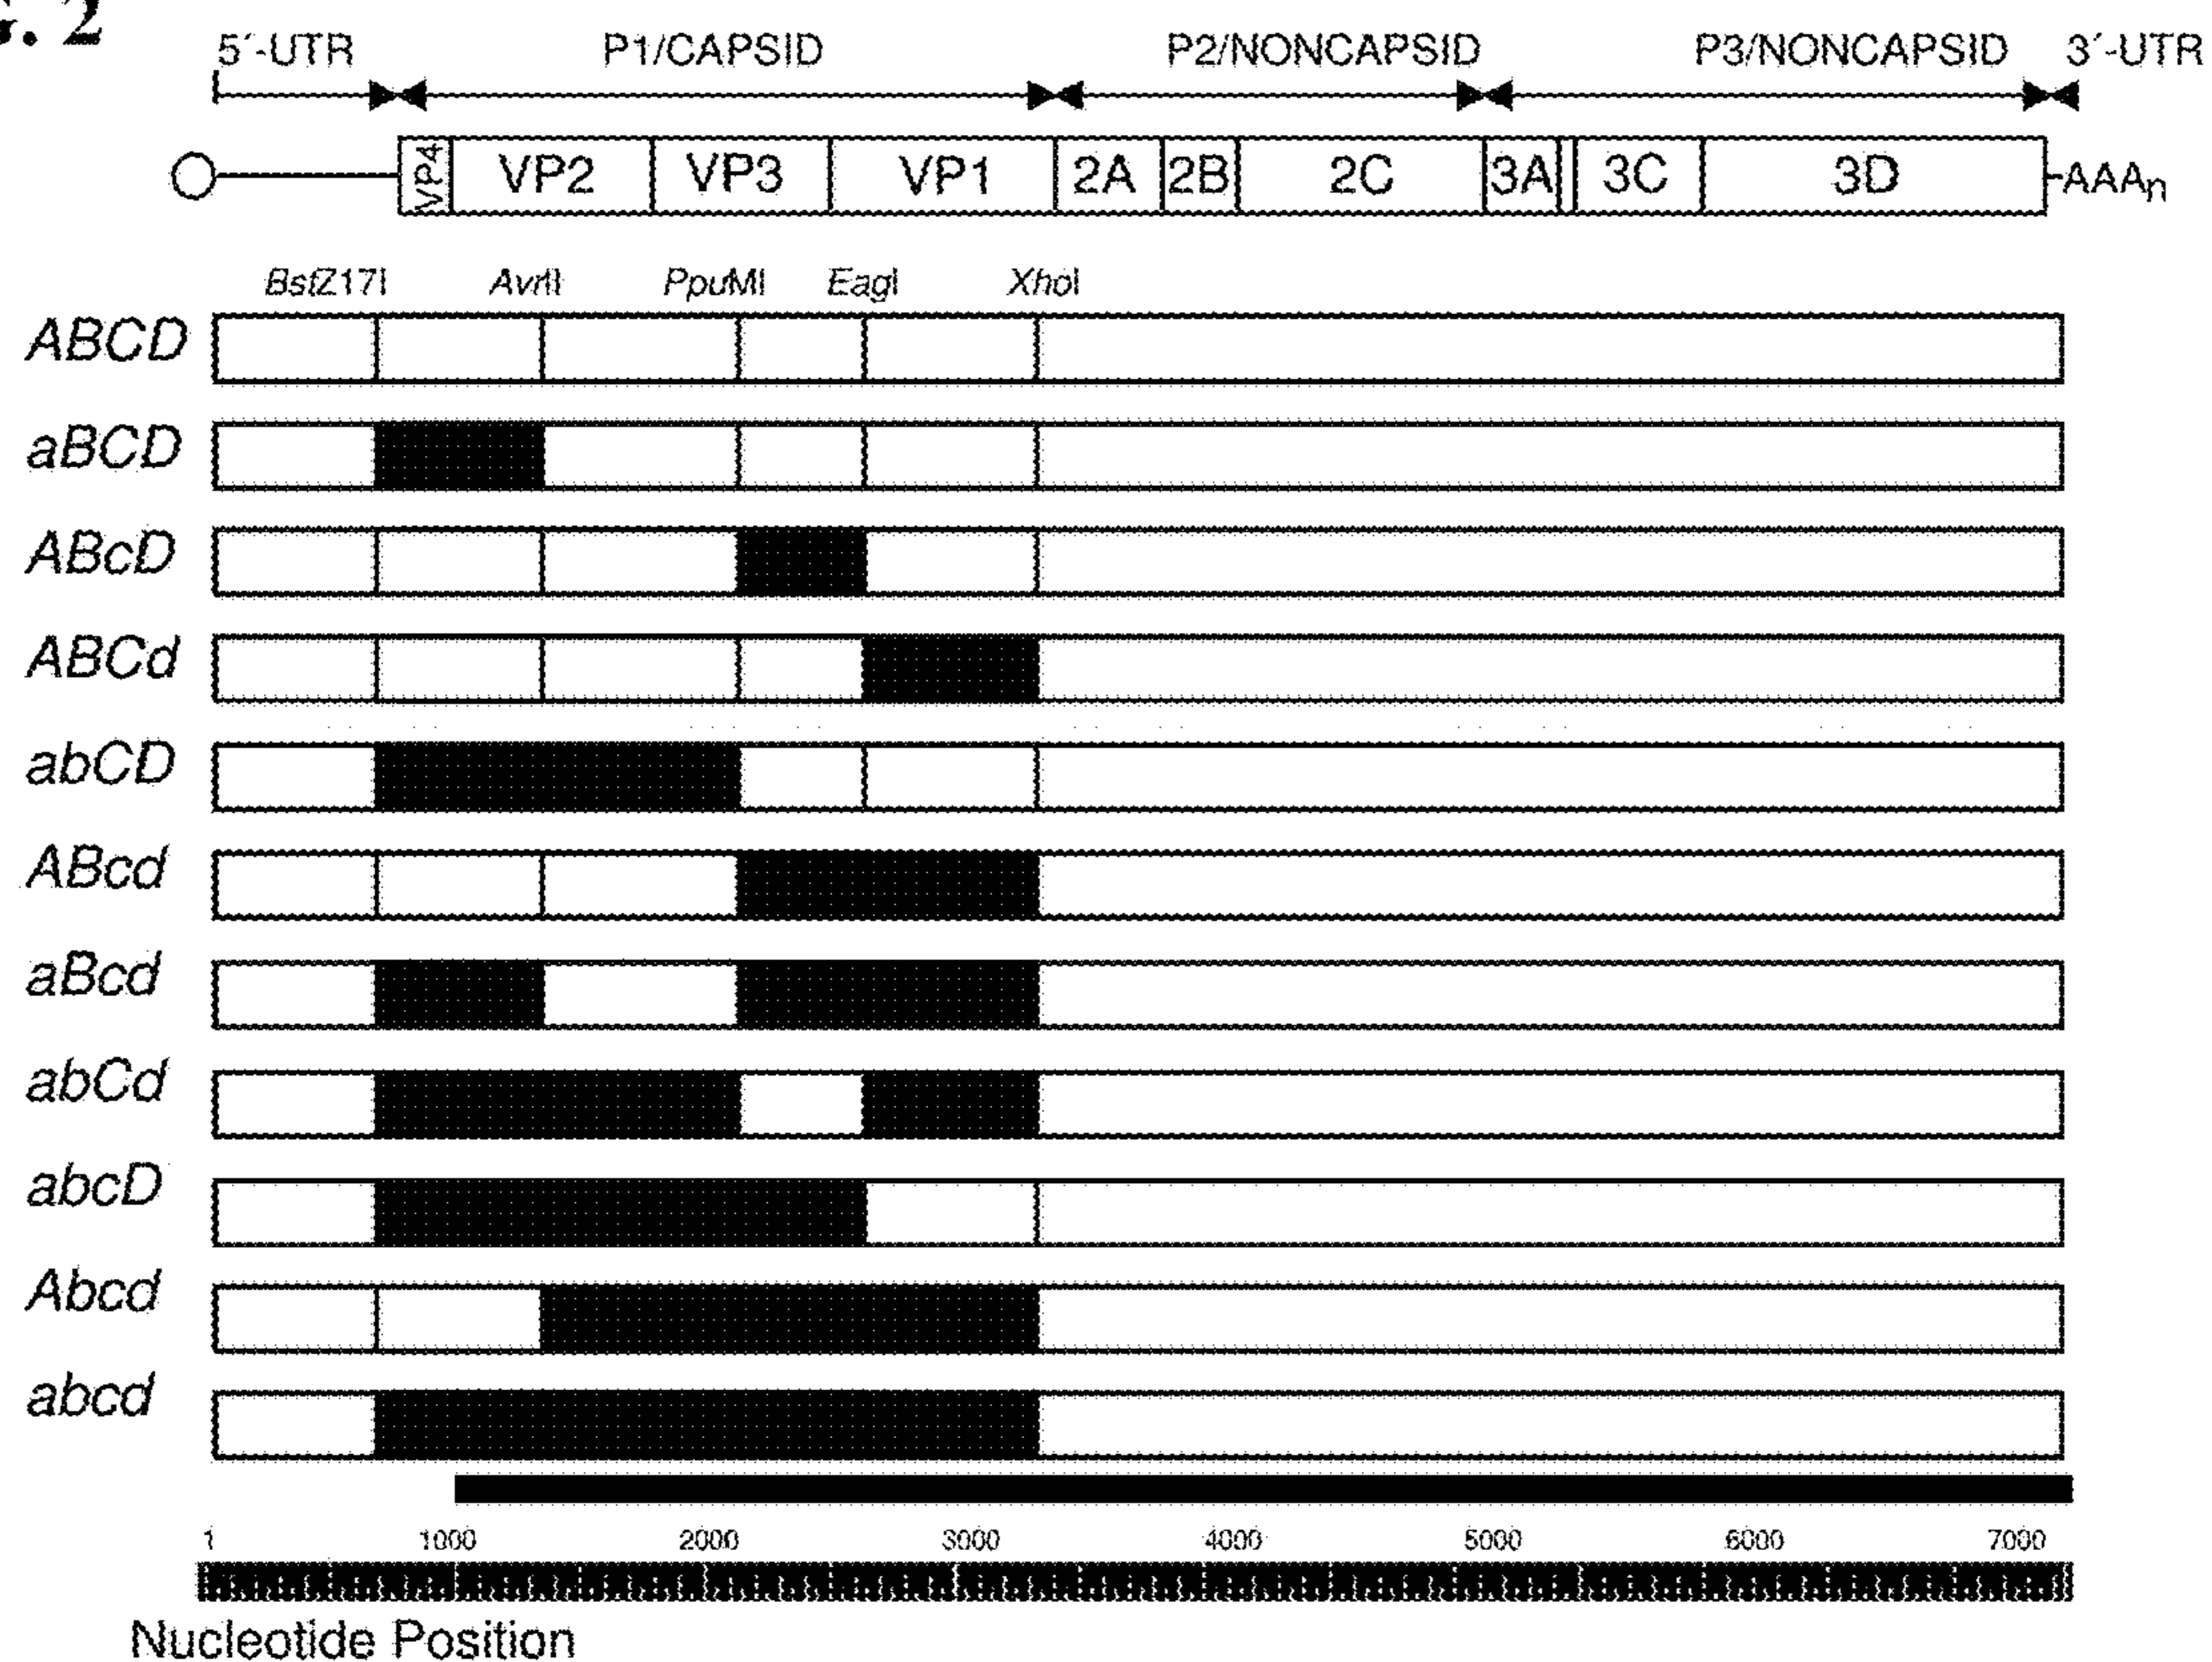 G. 2
5´-UTR P1/CAPSID P2/NONCAPSID P3/NONCAPSID 3´-UTR
VP4 VP2 VP3 VP1 2A 2B 2C 3A 3C 3D AAAn
BstZ17I AvrII PpuMI EagI XhoI
ABCD
aBCD
ABcD
ABCd
abCD
ABcd
aBcd
abCd
abcD
Abcd
abcd
1 1000 2000 3000 4000 5000 6000 7000
Nucleotide Position